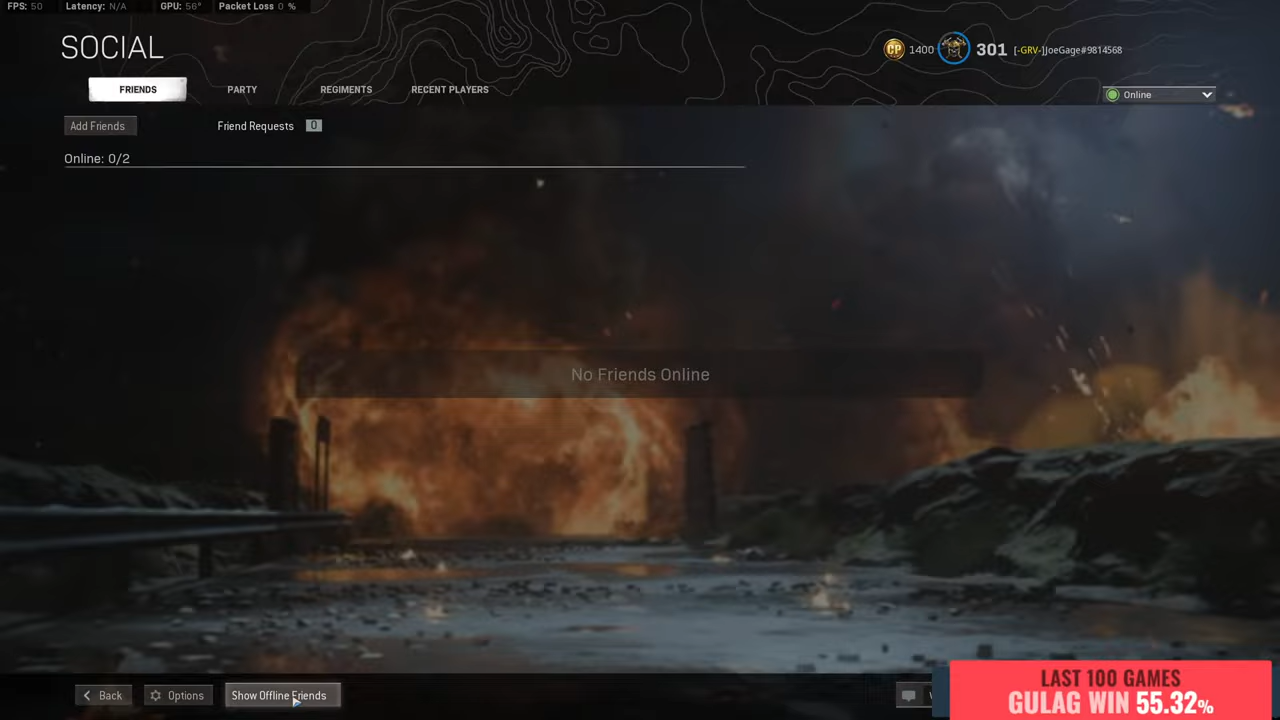 FPS: 50 Latency: N/A GPU: 56° Packet Loss 0 %
SOCIAL
CP 1400 301 [-GRV-]JoeGage#9814568
FRIENDS PARTY REGIMENTS RECENT PLAYERS
Online
Add Friends Friend Requests 0
Online: 0/2
No Friends Online
Back Options Show Offline Friends
LAST 100 GAMES
GULAG WIN 55.32%